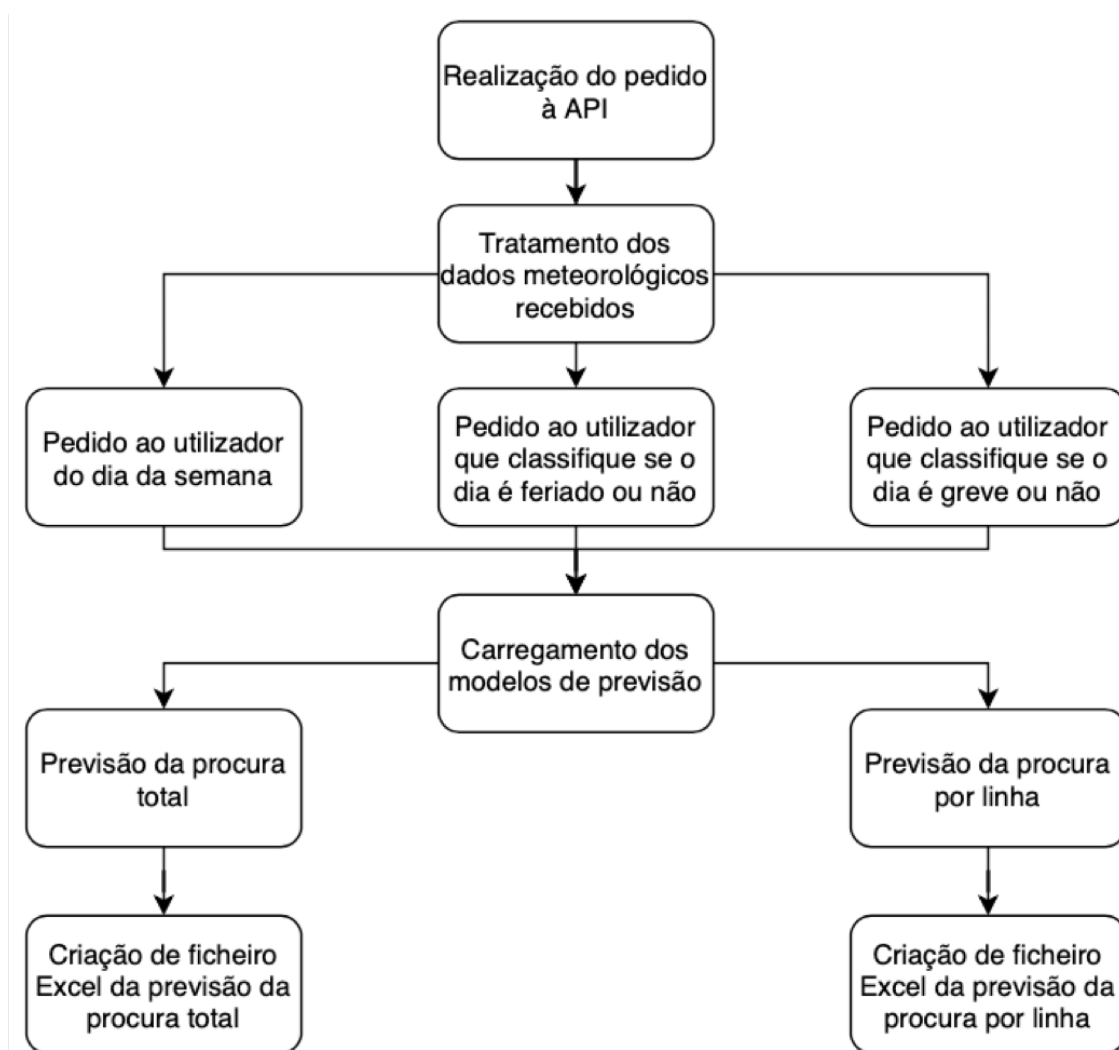 Realização do pedido
à API
Tratamento dos
dados meteorológicos
recebidos
Pedido ao utilizador
do dia da semana
Pedido ao utilizador
que classifique se o
dia é feriado ou não
Pedido ao utilizador
que classifique se o
dia é greve ou não
Carregamento dos
modelos de previsão
Previsão da procura
total
Previsão da procura
por linha
Criação de ficheiro
Excel da previsão da
procura total
Criação de ficheiro
Excel da previsão da
procura por linha